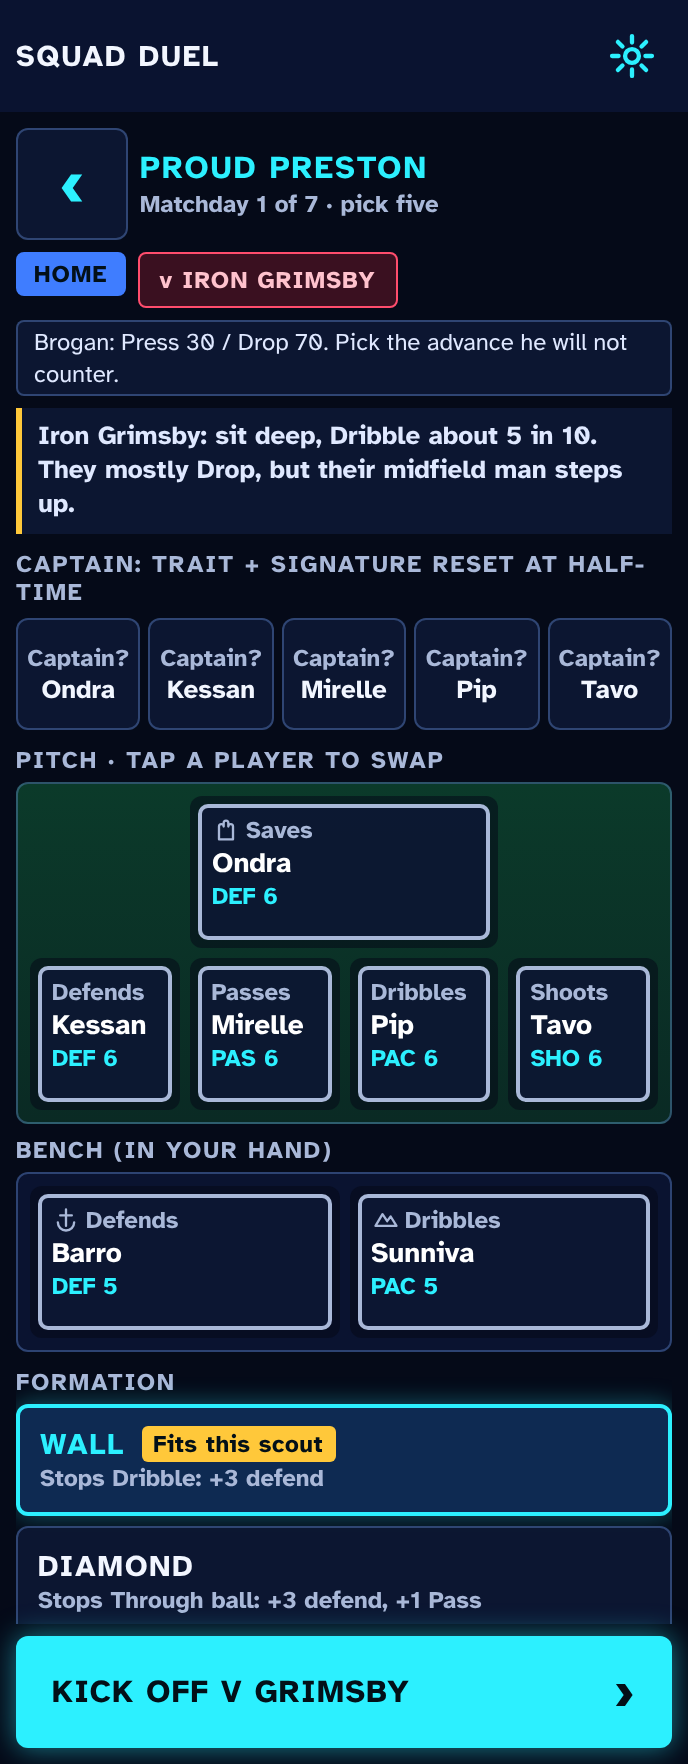 SQUAD DUEL
‹
PROUD PRESTON
Matchday 1 of 7 · pick five
HOME
v IRON GRIMSBY
Brogan: Press 30 / Drop 70. Pick the advance he will not
counter.
Iron Grimsby: sit deep, Dribble about 5 in 10.
They mostly Drop, but their midfield man steps
up.
CAPTAIN: TRAIT + SIGNATURE RESET AT HALF-
TIME
Captain? Captain? Captain? Captain? Captain?
Ondra Kessan Mirelle Pip Tavo
PITCH · TAP A PLAYER TO SWAP
Saves
Ondra
DEF 6
Defends Passes Dribbles Shoots
Kessan Mirelle Pip Tavo
DEF 6 PAS 6 PAC 6 SHO 6
BENCH (IN YOUR HAND)
Defends Dribbles
Barro Sunniva
DEF 5 PAC 5
FORMATION
WALL Fits this scout
Stops Dribble: +3 defend
DIAMOND
Stops Through ball: +3 defend, +1 Pass
KICK OFF V GRIMSBY ›